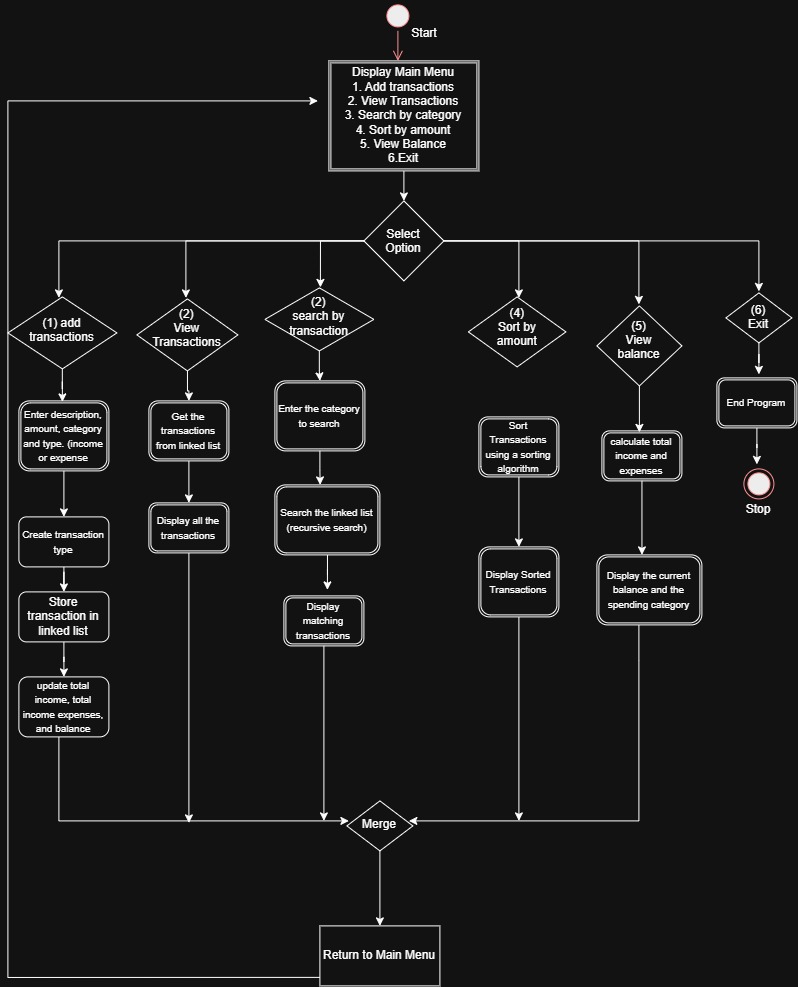 Start
Display Main Menu
1. Add transactions
2. View Transactions
3. Search by category
4. Sort by amount
5. View Balance
6.Exit
Select
Option
(1) add
transactions
(2)
View
Transactions
(2)
search by
transaction
(4)
Sort by
amount
(5)
View
balance
(6)
Exit
Enter description,
amount, category
and type. (income
or expense
Create transaction
type
Store
transaction in
linked list
update total
income, total
income expenses,
and balance
Get the
transactions
from linked list
Display all the
transactions
Enter the category
to search
Search the linked list
(recursive search)
Display
matching
transactions
Sort
Transactions
using a sorting
algorithm
Display Sorted
Transactions
calculate total
income and
expenses
Display the current
balance and the
spending category
End Program
Stop
Merge
Return to Main Menu